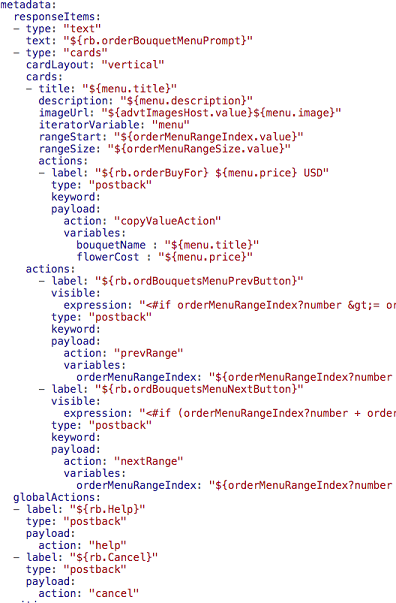 metadata:
  responseItems:
  - type: "text"
    text: "${rb.orderBouquetMenuPrompt}"
  - type: "cards"
    cardLayout: "vertical"
    cards:
    - title: "${menu.title}"
      description: "${menu.description}"
      imageUrl: "${advtImagesHost.value}${menu.image}"
      iteratorVariable: "menu"
      rangeStart: "${orderMenuRangeIndex.value}"
      rangeSize: "${orderMenuRangeSize.value}"
      actions:
      - label: "${rb.orderBuyFor} ${menu.price} USD"
        type: "postback"
        keyword:
        payload:
          action: "copyValueAction"
          variables:
            bouquetName : "${menu.title}"
            flowerCost : "${menu.price}"
    actions:
      - label: "${rb.ordBouquetsMenuPrevButton}"
        visible:
          expression: "<#if orderMenuRangeIndex?number &gt;= or
        type: "postback"
        keyword:
        payload:
          action: "prevRange"
          variables:
            orderMenuRangeIndex: "${orderMenuRangeIndex?number
      - label: "${rb.ordBouquetsMenuNextButton}"
        visible:
          expression: "<#if (orderMenuRangeIndex?number + order
        type: "postback"
        keyword:
        payload:
          action: "nextRange"
          variables:
            orderMenuRangeIndex: "${orderMenuRangeIndex?number
  globalActions:
  - label: "${rb.Help}"
    type: "postback"
    payload:
      action: "help"
  - label: "${rb.Cancel}"
    type: "postback"
    payload:
      action: "cancel"